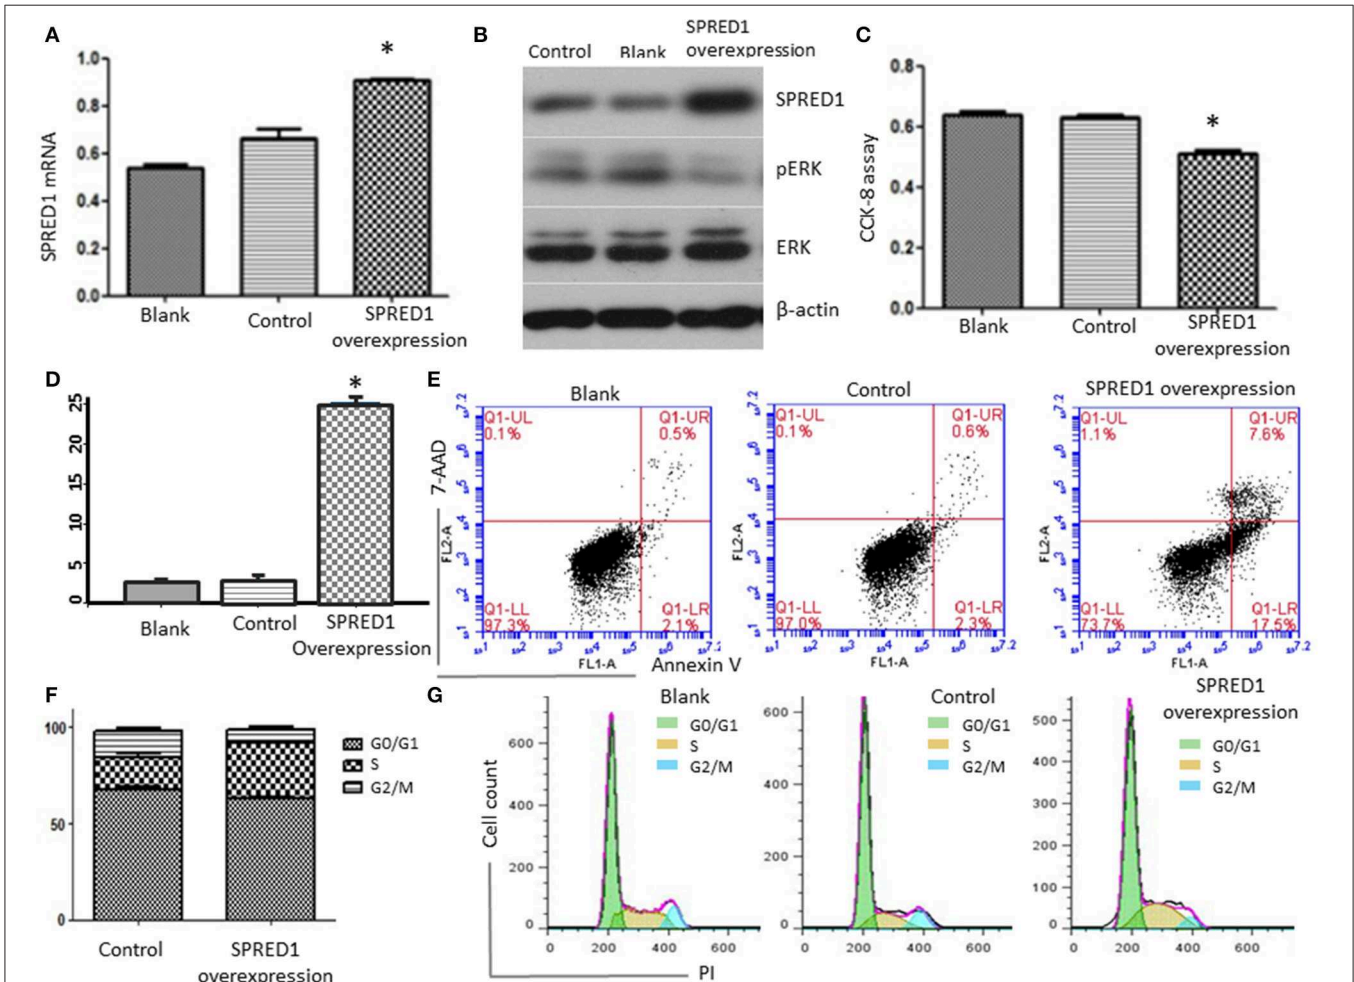 A
SPRED1 mRNA
1.0
0.8
0.6
0.4
0.2
0.0
*
Blank
Control
SPRED1
overexpression
B
Control
Blank
SPRED1
overexpression
SPRED1
pERK
ERK
β-actin
C
CCK-8 assay
0.8
0.6
0.4
0.2
0.0
*
Blank
Control
SPRED1
overexpression
D
25
20
15
10
5
0
*
Blank
Control
SPRED1
Overexpression
E
7-AAD
Annexin V
Blank
Q1-UL
0.1%
Q1-UR
0.5%
Q1-LL
97.3%
Q1-LR
2.1%
FL2-A
FL1-A
Control
Q1-UL
0.1%
Q1-UR
0.6%
Q1-LL
97.0%
Q1-LR
2.3%
FL2-A
FL1-A
SPRED1 overexpression
Q1-UL
1.1%
Q1-UR
7.6%
Q1-LL
73.7%
Q1-LR
17.5%
FL2-A
FL1-A
F
100
50
0
Control
SPRED1
overexpression
G0/G1
S
G2/M
G
Cell count
PI
Blank
G0/G1
S
G2/M
600
400
200
0
0 200 400 600
Control
G0/G1
S
G2/M
600
400
200
0
0 200 400 600
SPRED1
overexpression
G0/G1
S
G2/M
500
400
300
200
100
0
0 200 400 600